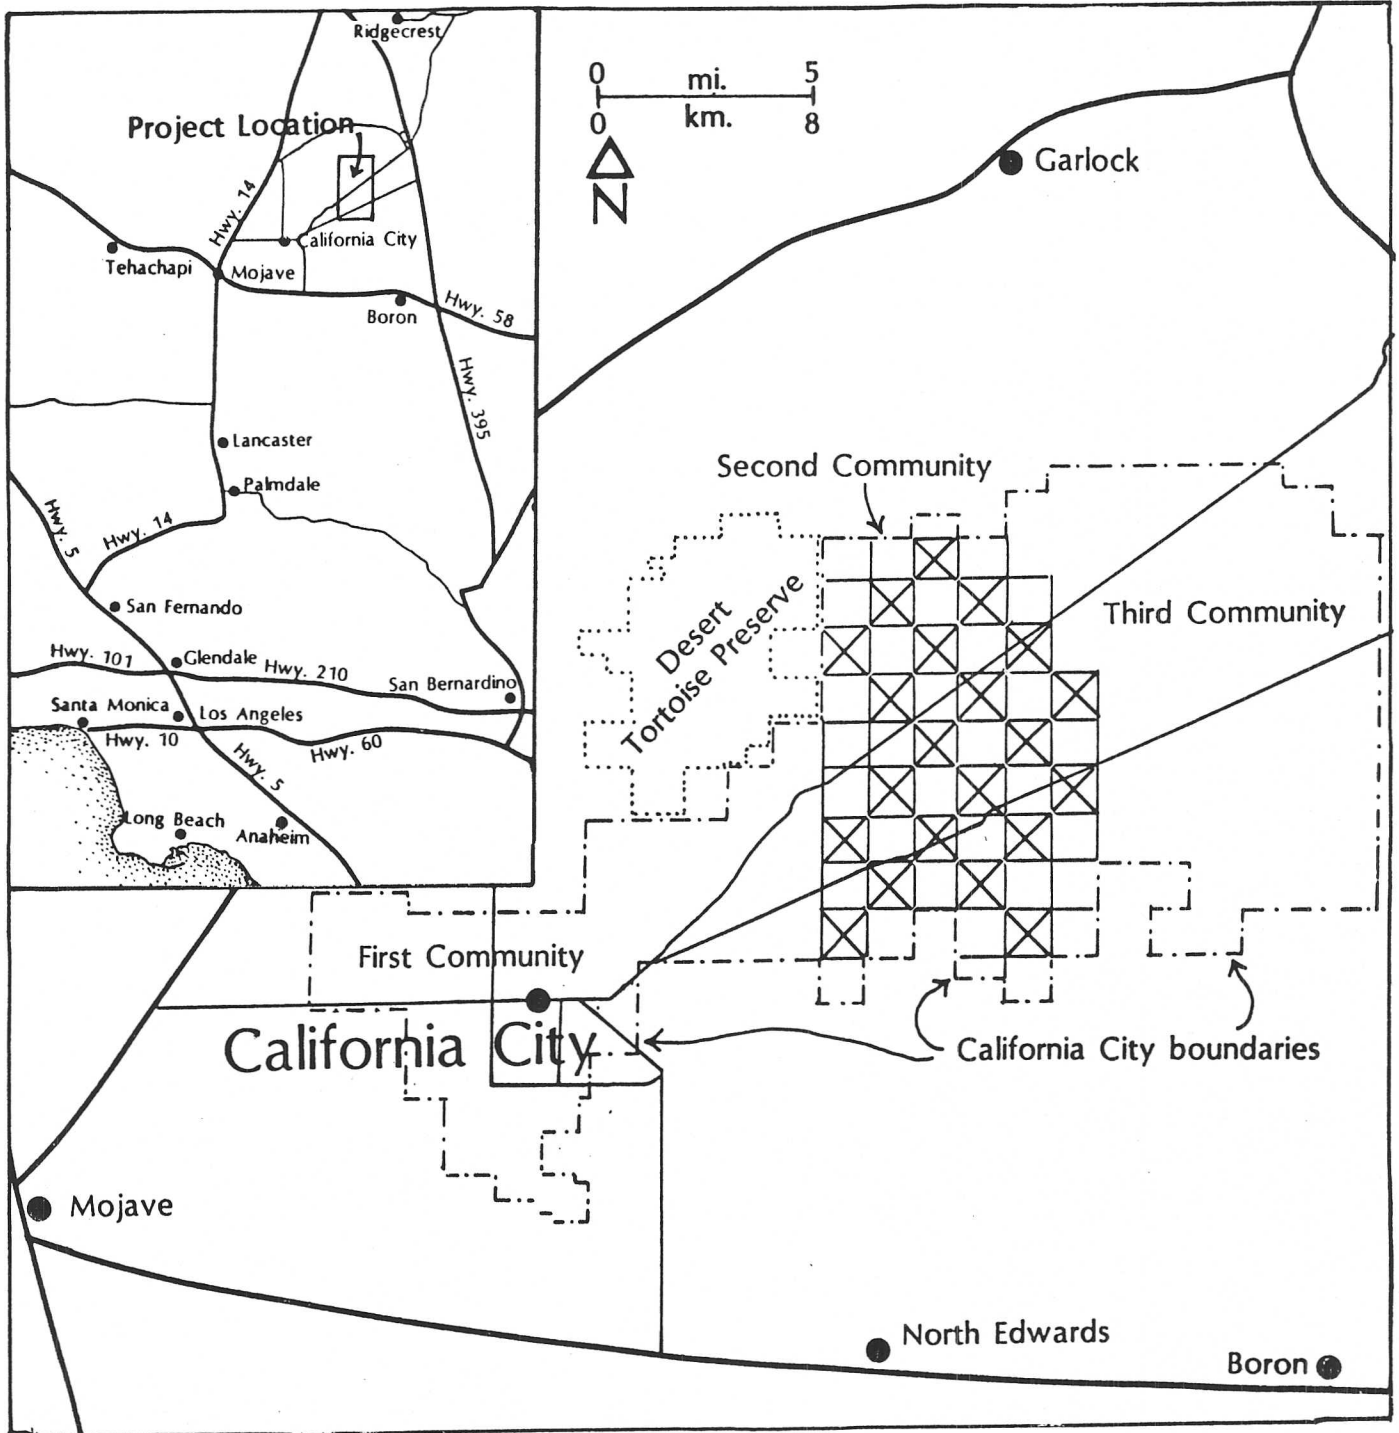 Ridgecrest
Project Location
Hwy. 14
California City
Tehachapi
Mojave
Boron
Hwy. 58
Hwy. 395
Lancaster
Palmdale
Hwy. 5
Hwy. 14
San Fernando
Hwy. 101
Glendale
Hwy. 210
San Bernardino
Santa Monica
Los Angeles
Hwy. 10
Hwy. 60
Hwy. 5
Long Beach
Anaheim
0 mi. 5
0 km. 8
N
Garlock
Second Community
Desert
Tortoise Preserve
Third Community
First Community
California City
California City boundaries
Mojave
North Edwards
Boron